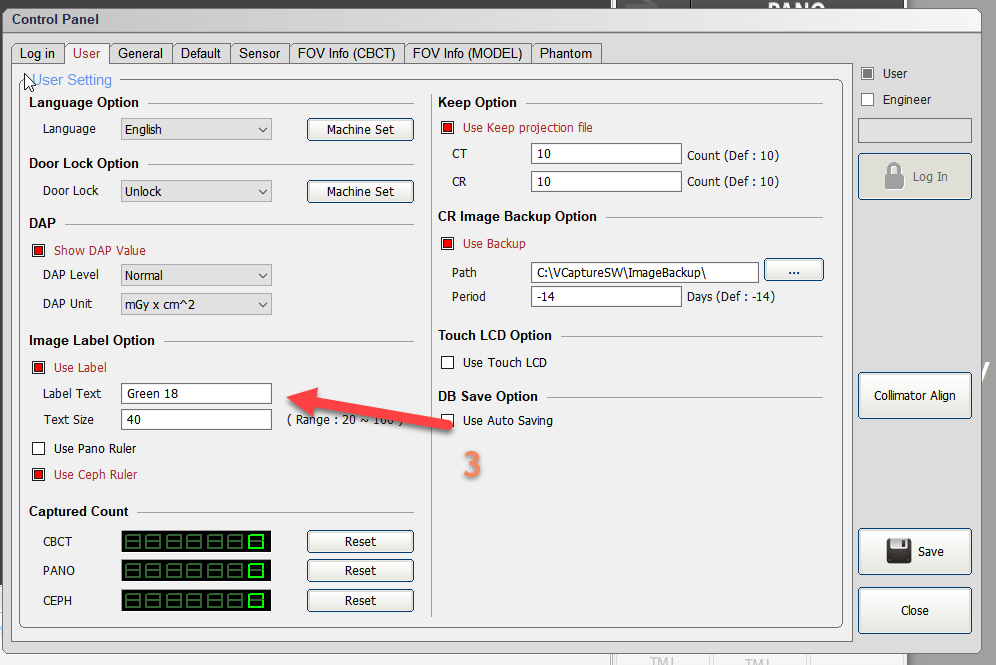 PANO
Control Panel
Log in User General Default Sensor FOV Info (CBCT) FOV Info (MODEL) Phantom
User Setting
Language Option
Language English Machine Set
Door Lock Option
Door Lock Unlock Machine Set
DAP
Show DAP Value
DAP Level Normal
DAP Unit mGy x cm^2
Image Label Option
Use Label
Label Text Green 18
Text Size 40 ( Range : 20 ~ 100 )
Use Pano Ruler
Use Ceph Ruler
Captured Count
CBCT 0 Reset
PANO 0 Reset
CEPH 0 Reset
Keep Option
Use Keep projection file
CT 10 Count (Def : 10)
CR 10 Count (Def : 10)
CR Image Backup Option
Use Backup
Path C:\VCaptureSW\ImageBackup\ ...
Period -14 Days (Def : -14)
Touch LCD Option
Use Touch LCD
DB Save Option
Use Auto Saving
3
User
Engineer
Log In
Collimator Align
Save
Close
TMJ TMJ